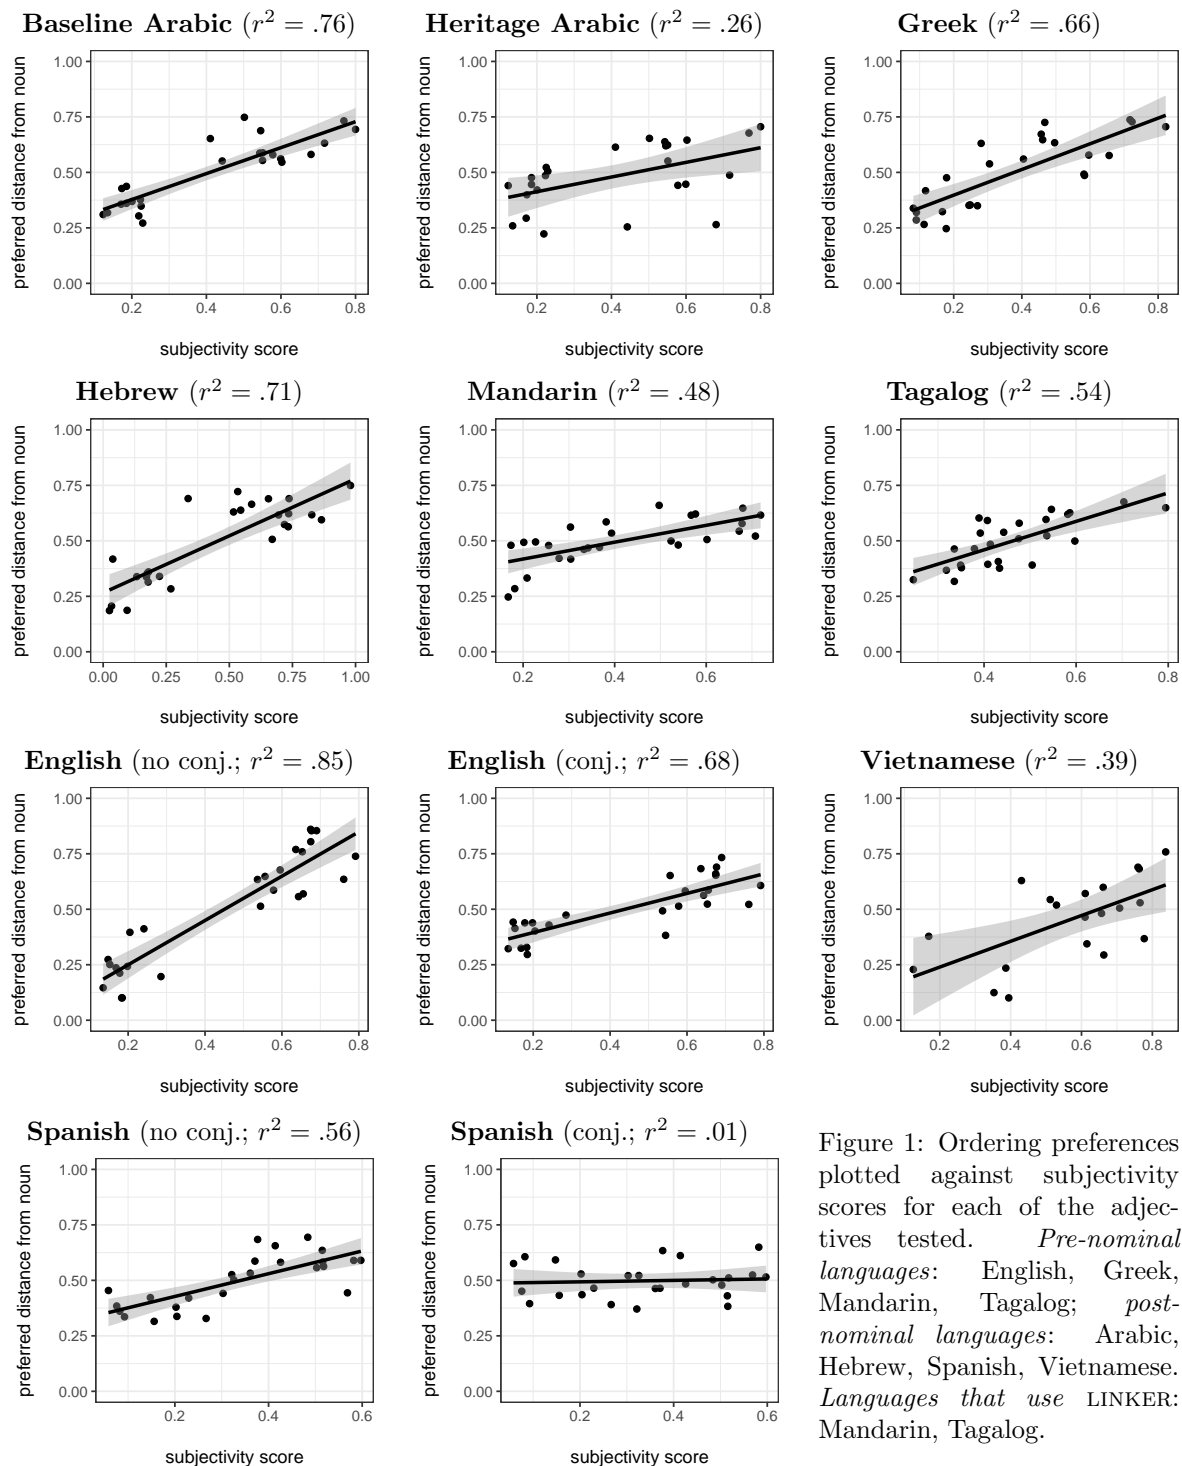 Baseline Arabic (r² = .76)
preferred distance from noun
1.00
0.75
0.50
0.25
0.00
0.2 0.4 0.6 0.8
subjectivity score
Heritage Arabic (r² = .26)
preferred distance from noun
1.00
0.75
0.50
0.25
0.00
0.2 0.4 0.6 0.8
subjectivity score
Greek (r² = .66)
preferred distance from noun
1.00
0.75
0.50
0.25
0.00
0.2 0.4 0.6 0.8
subjectivity score
Hebrew (r² = .71)
preferred distance from noun
1.00
0.75
0.50
0.25
0.00
0.00 0.25 0.50 0.75 1.00
subjectivity score
Mandarin (r² = .48)
preferred distance from noun
1.00
0.75
0.50
0.25
0.00
0.2 0.4 0.6
subjectivity score
Tagalog (r² = .54)
preferred distance from noun
1.00
0.75
0.50
0.25
0.00
0.4 0.6 0.8
subjectivity score
English (no conj.; r² = .85)
preferred distance from noun
1.00
0.75
0.50
0.25
0.00
0.2 0.4 0.6 0.8
subjectivity score
English (conj.; r² = .68)
preferred distance from noun
1.00
0.75
0.50
0.25
0.00
0.2 0.4 0.6 0.8
subjectivity score
Vietnamese (r² = .39)
preferred distance from noun
1.00
0.75
0.50
0.25
0.00
0.2 0.4 0.6 0.8
subjectivity score
Spanish (no conj.; r² = .56)
preferred distance from noun
1.00
0.75
0.50
0.25
0.00
0.2 0.4 0.6
subjectivity score
Spanish (conj.; r² = .01)
preferred distance from noun
1.00
0.75
0.50
0.25
0.00
0.2 0.4 0.6
subjectivity score
Figure 1: Ordering preferences
plotted against subjectivity
scores for each of the adjec-
tives tested. Pre-nominal
languages: English, Greek,
Mandarin, Tagalog; post-
nominal languages: Arabic,
Hebrew, Spanish, Vietnamese.
Languages that use LINKER:
Mandarin, Tagalog.